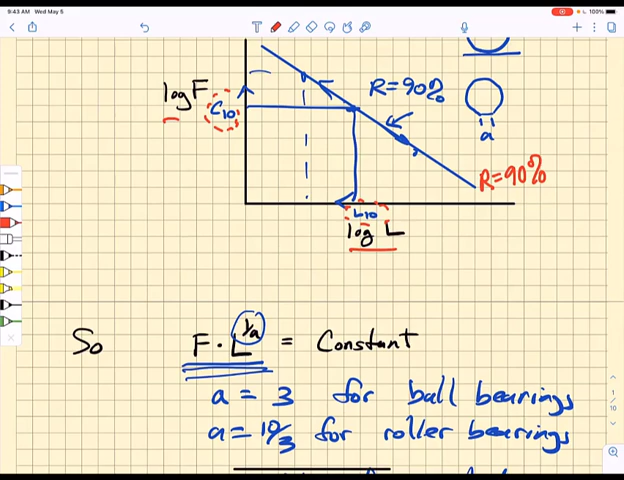 9:43 AM Wed May 5
100%
T
log F
C10
R=90%
a
R=90%
L10
log L
So F · L^1/a = Constant
a = 3 for ball bearings
a = 10/3 for roller bearings
1
/
10